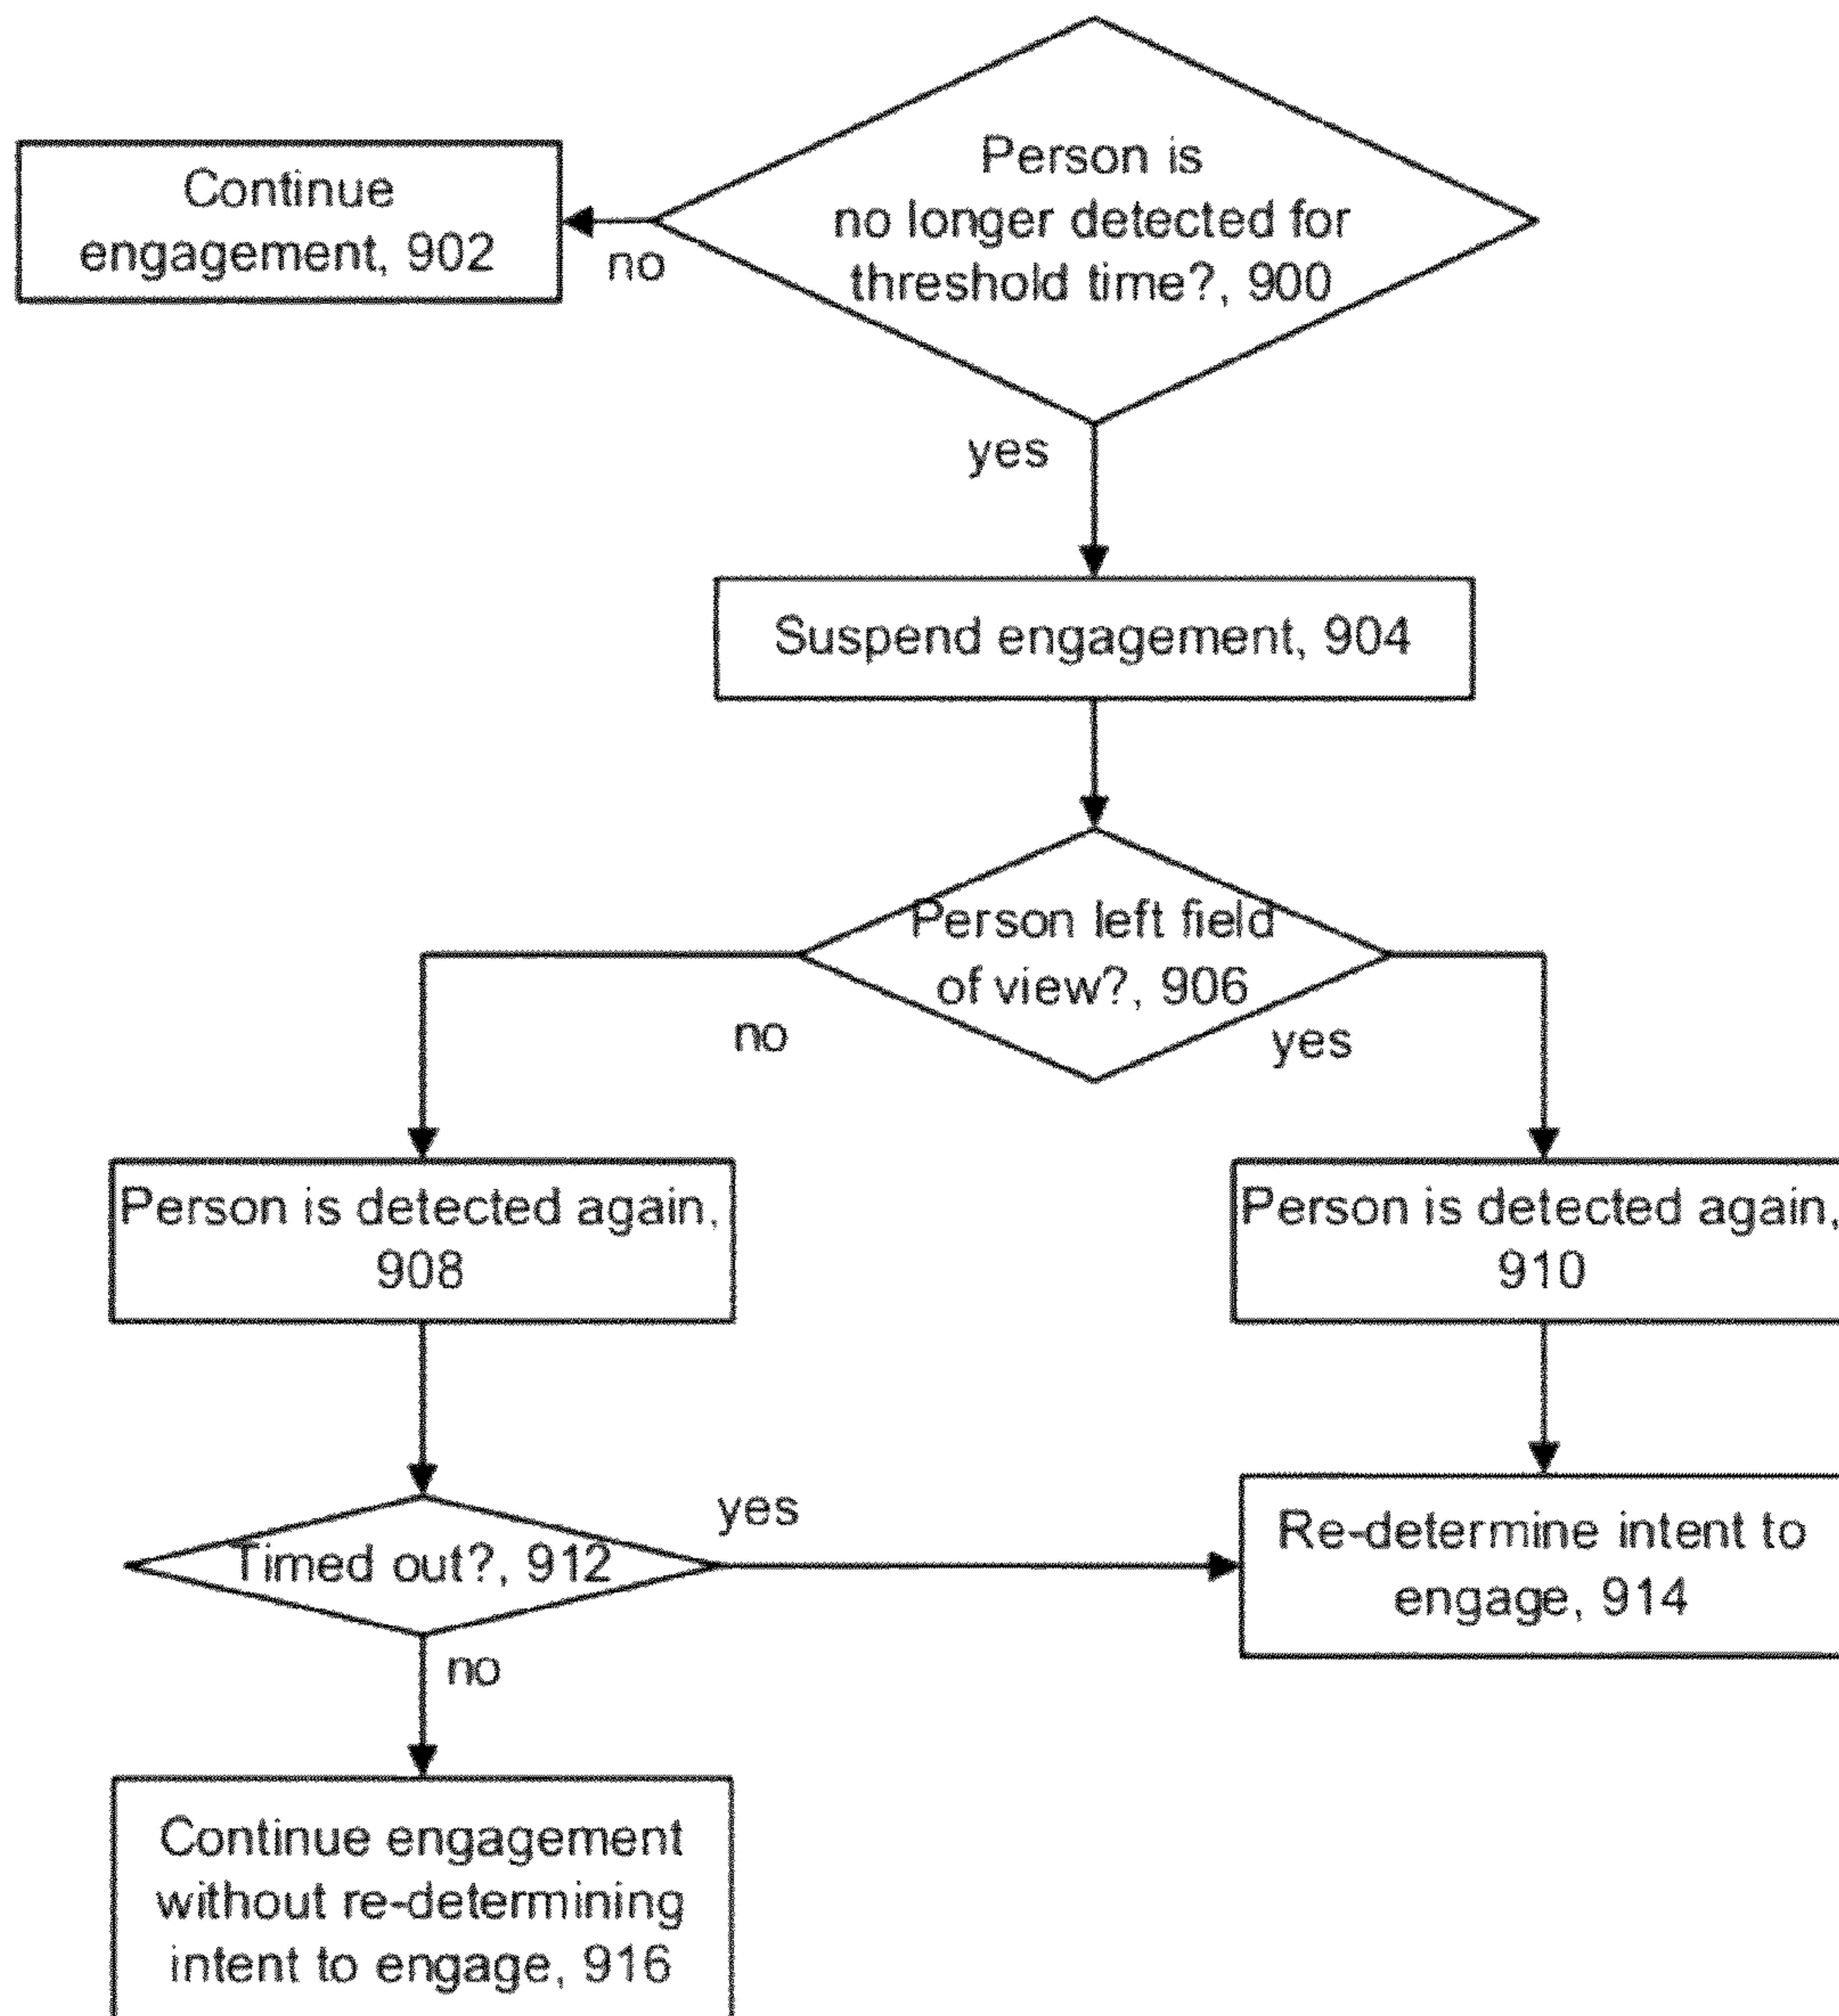 Person is
no longer detected for
threshold time?, 900
Continue
engagement, 902
no
yes
Suspend engagement, 904
Person left field
of view?, 906
no
yes
Person is detected again,
908
Person is detected again,
910
yes
Timed out?, 912
Re-determine intent to
engage, 914
no
Continue engagement
without re-determining
intent to engage, 916